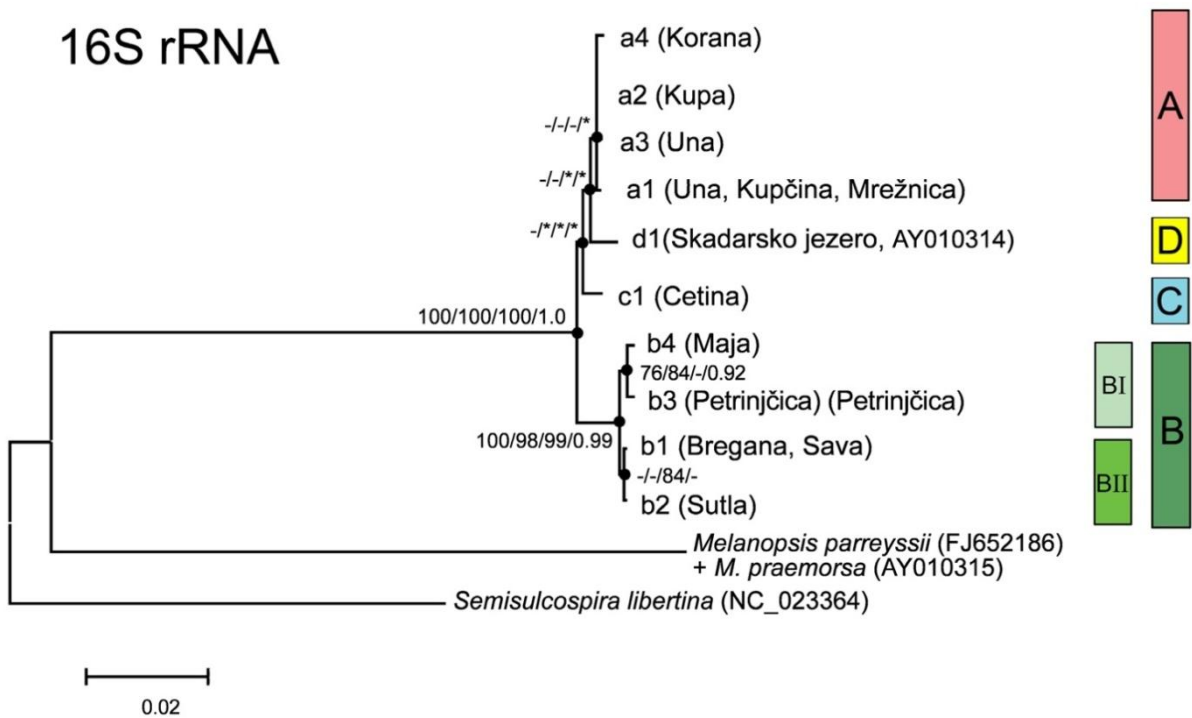 16S rRNA
a4 (Korana)
a2 (Kupa)
-/-/-/*
a3 (Una)
-/-/*/*
a1 (Una, Kupčina, Mrežnica)
A
-/*/*/*
d1(Skadarsko jezero, AY010314)
D
c1 (Cetina)
C
100/100/100/1.0
b4 (Maja)
76/84/-/0.92
b3 (Petrinjčica) (Petrinjčica)
BI
100/98/99/0.99
b1 (Bregana, Sava)
B
-/-/84/-
BII
b2 (Sutla)
Melanopsis parreyssii (FJ652186)
+ M. praemorsa (AY010315)
Semisulcospira libertina (NC_023364)
0.02